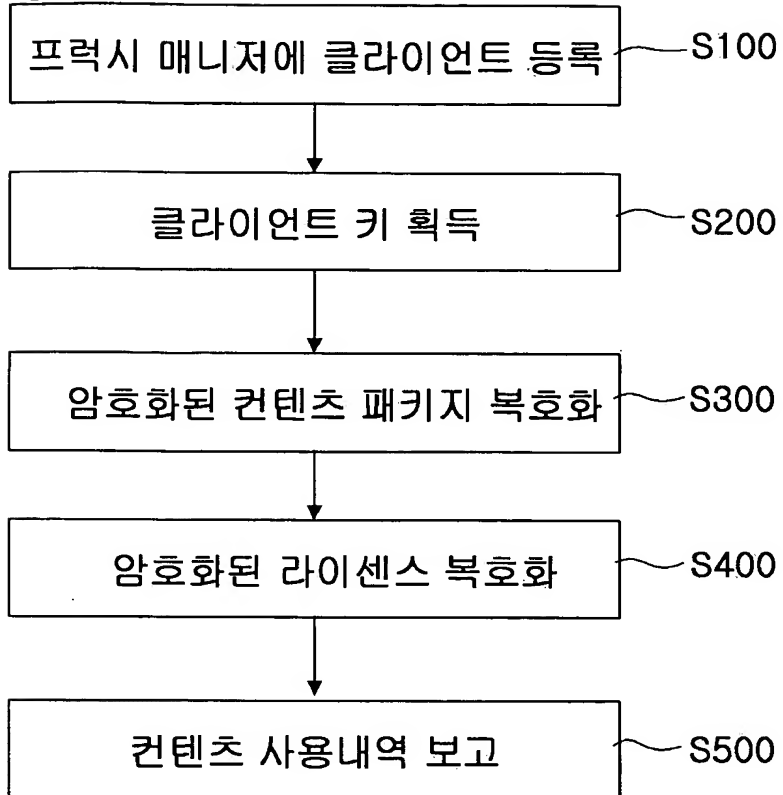 프럭시 매니저에 클라이언트 등록 S100
클라이언트 키 획득 S200
암호화된 컨텐츠 패키지 복호화 S300
암호화된 라이센스 복호화 S400
컨텐츠 사용내역 보고 S500